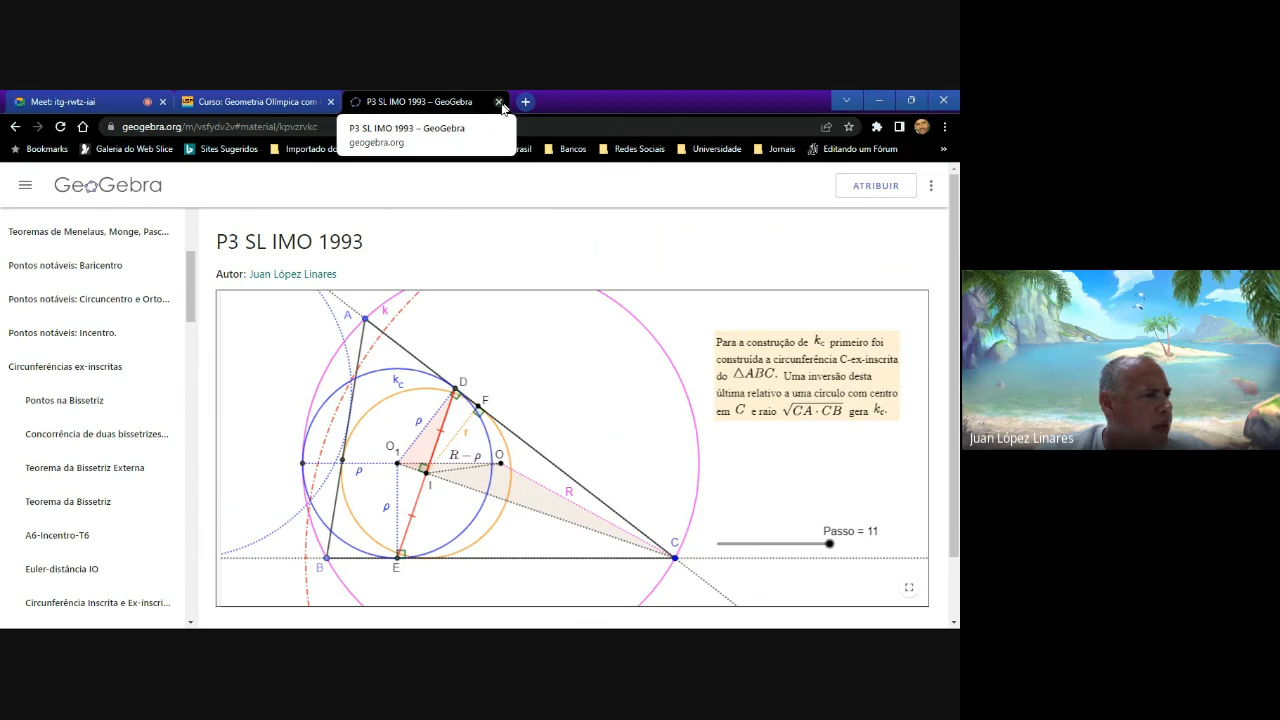 Meet: itg-rwtz-iai
Curso: Geometria Olímpica com
P3 SL IMO 1993 – GeoGebra
geogebra.org/m/vsfydv2v#material/kpvzrvkc
P3 SL IMO 1993 – GeoGebra
geogebra.org
Bookmarks
Galeria do Web Slice
Sites Sugeridos
Importado do
rasil
Bancos
Redes Sociais
Universidade
Jornais
Editando um Fórum
»
GeoGebra
ATRIBUIR
Teoremas de Menelaus, Monge, Pasc...
Pontos notáveis: Baricentro
Pontos notáveis: Circuncentro e Orto...
Pontos notáveis: Incentro.
Circunferências ex-inscritas
Pontos na Bissetriz
Concorrência de duas bissetrizes...
Teorema da Bissetriz Externa
Teorema da Bissetriz
A6-Incentro-T6
Euler-distância IO
Circunferência Inscrita e Ex-inscri...
P3 SL IMO 1993
Autor: Juan López Linares
A
k
k_c
D
F
ρ
r
O₁
R − ρ
O
ρ
I
R
ρ
C
B
E
Para a construção de k_c primeiro foi
construída a circunferência C-ex-inscrita
do △ABC. Uma inversão desta
última relativo a uma círculo com centro
em C e raio √CA · CB gera k_c.
Passo = 11
Juan López Linares